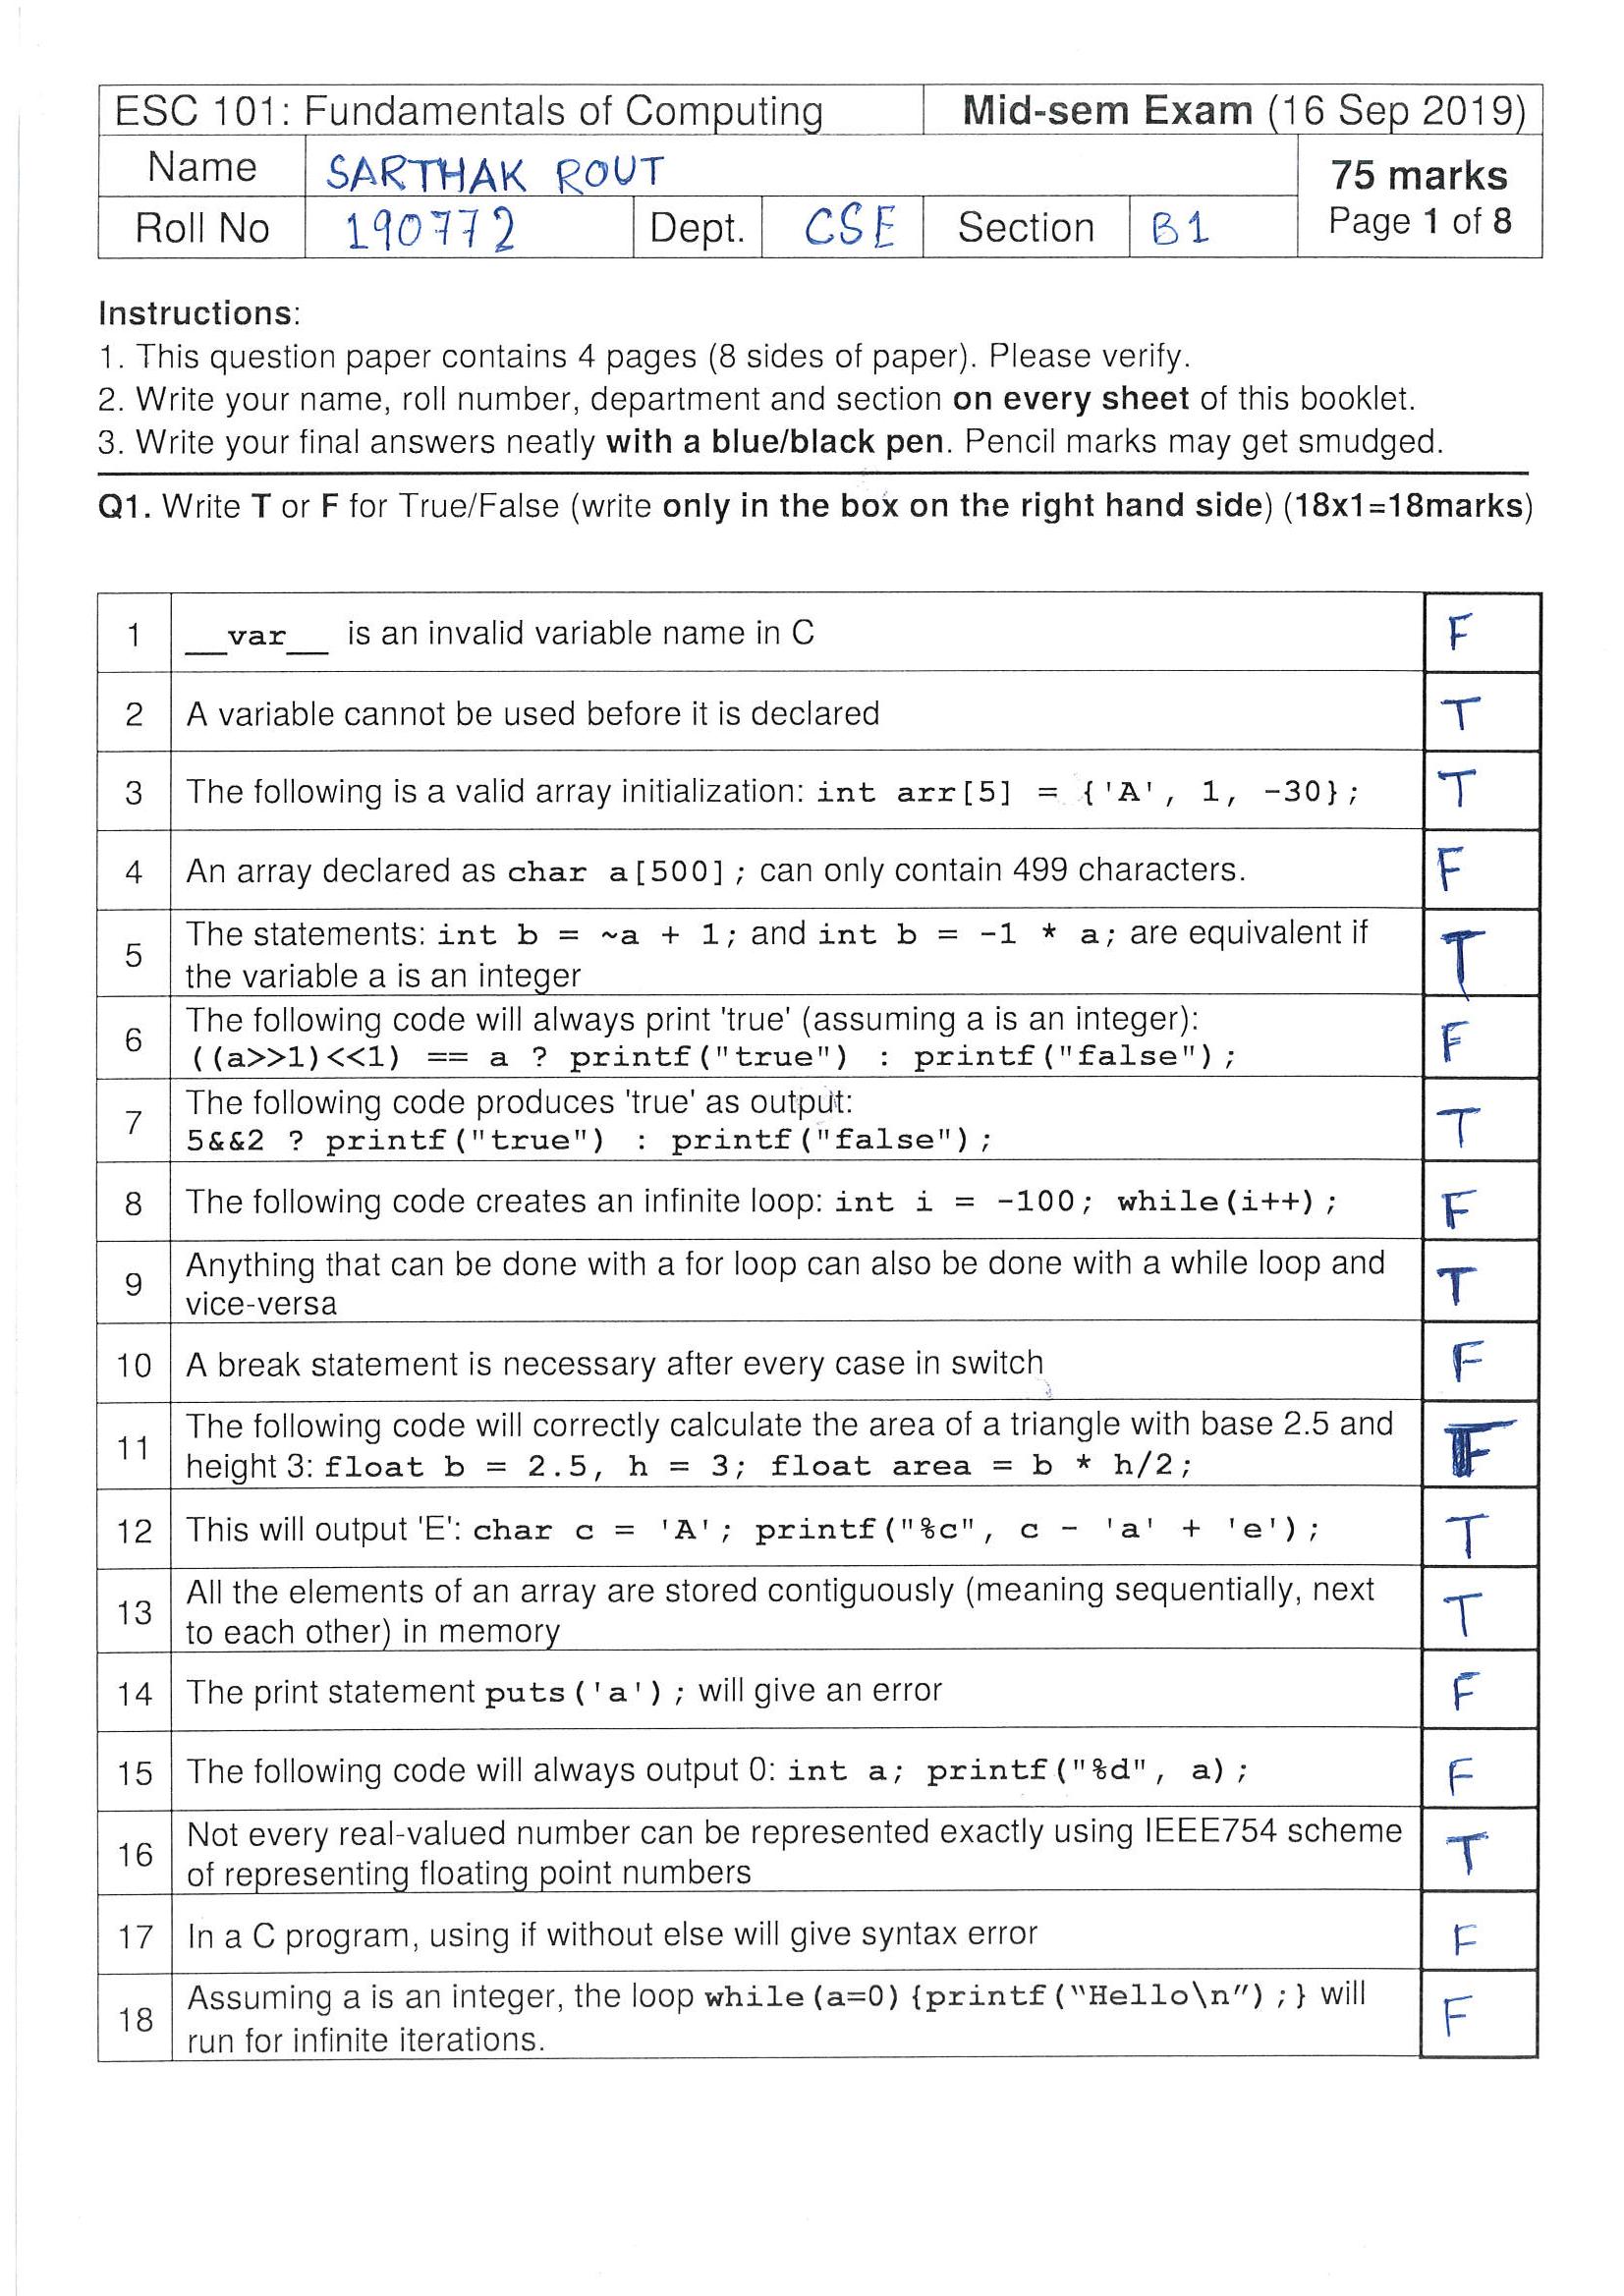 ESC 101: Fundamentals of Computing Mid-sem Exam (16 Sep 2019)
Name SARTHAK ROUT 75 marks
Roll No 190772 Dept. CSE Section B1 Page 1 of 8
Instructions:
1. This question paper contains 4 pages (8 sides of paper). Please verify.
2. Write your name, roll number, department and section on every sheet of this booklet.
3. Write your final answers neatly with a blue/black pen. Pencil marks may get smudged.
Q1. Write T or F for True/False (write only in the box on the right hand side) (18x1=18marks)
1 __var__ is an invalid variable name in C F
2 A variable cannot be used before it is declared T
3 The following is a valid array initialization: int arr[5] = {'A', 1, -30}; T
4 An array declared as char a[500]; can only contain 499 characters. F
5 The statements: int b = ~a + 1; and int b = -1 * a; are equivalent if
the variable a is an integer T
6 The following code will always print 'true' (assuming a is an integer):
((a>>1)<<1) == a ? printf("true") : printf("false"); F
7 The following code produces 'true' as output:
5&&2 ? printf("true") : printf("false"); T
8 The following code creates an infinite loop: int i = -100; while(i++); F
9 Anything that can be done with a for loop can also be done with a while loop and
vice-versa T
10 A break statement is necessary after every case in switch F
11 The following code will correctly calculate the area of a triangle with base 2.5 and
height 3: float b = 2.5, h = 3; float area = b * h/2;
12 This will output 'E': char c = 'A'; printf("%c", c - 'a' + 'e'); T
13 All the elements of an array are stored contiguously (meaning sequentially, next
to each other) in memory T
14 The print statement puts('a'); will give an error F
15 The following code will always output 0: int a; printf("%d", a); F
16 Not every real-valued number can be represented exactly using IEEE754 scheme
of representing floating point numbers T
17 In a C program, using if without else will give syntax error F
18 Assuming a is an integer, the loop while(a=0){printf(“Hello\n”);} will
run for infinite iterations. F